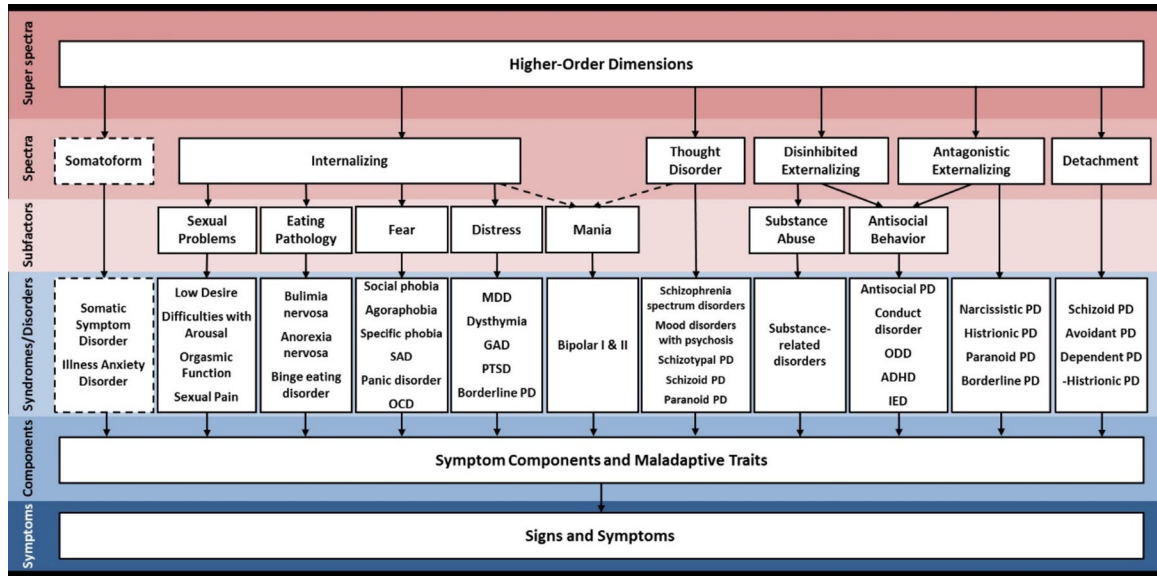 Super spectra
Higher-Order Dimensions
Spectra
Somatoform
Internalizing
Thought
Disorder
Disinhibited
Externalizing
Antagonistic
Externalizing
Detachment
Subfactors
Sexual
Problems
Eating
Pathology
Fear
Distress
Mania
Substance
Abuse
Antisocial
Behavior
Syndromes/Disorders
Somatic
Symptom
Disorder
Illness Anxiety
Disorder
Low Desire
Difficulties with
Arousal
Orgasmic
Function
Sexual Pain
Bulimia
nervosa
Anorexia
nervosa
Binge eating
disorder
Social phobia
Agoraphobia
Specific phobia
SAD
Panic disorder
OCD
MDD
Dysthymia
GAD
PTSD
Borderline PD
Bipolar I & II
Schizophrenia
spectrum disorders
Mood disorders
with psychosis
Schizotypal PD
Schizoid PD
Paranoid PD
Substance-
related
disorders
Antisocial PD
Conduct
disorder
ODD
ADHD
IED
Narcissistic PD
Histrionic PD
Paranoid PD
Borderline PD
Schizoid PD
Avoidant PD
Dependent PD
-Histrionic PD
Components
Symptom Components and Maladaptive Traits
Symptoms
Signs and Symptoms